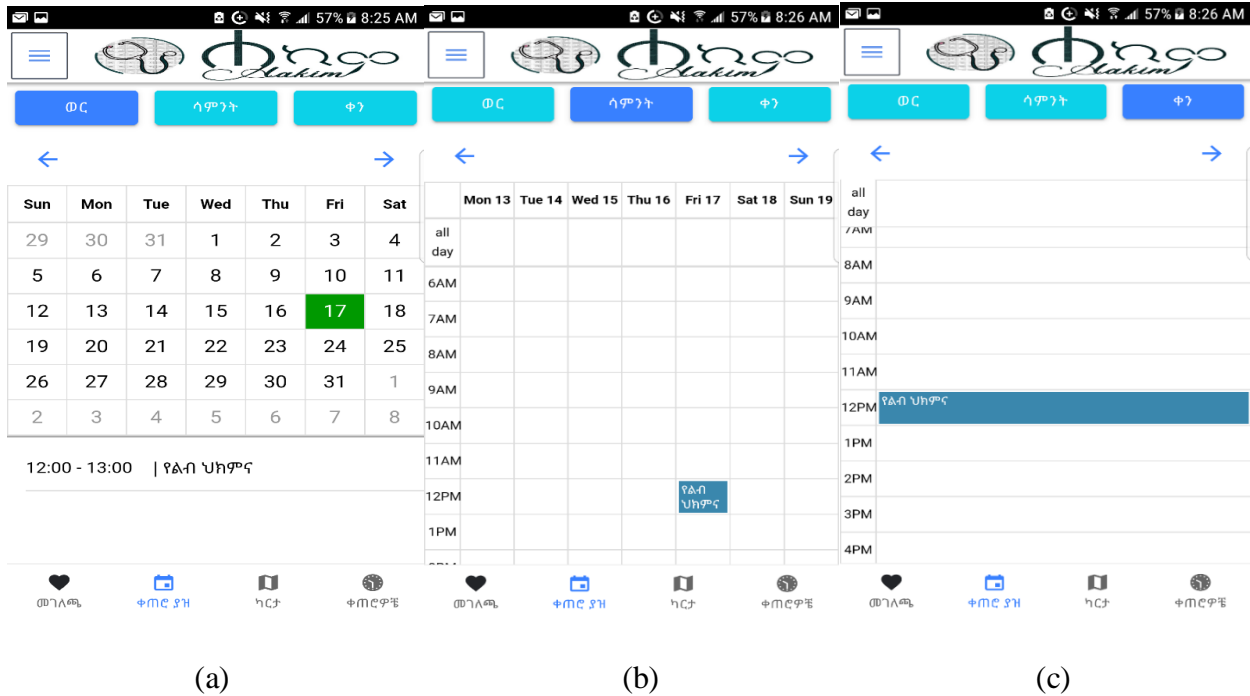 57% 8:25 AM
ሐኪም
Hakim
ወር ሳምንት ቀን
Sun Mon Tue Wed Thu Fri Sat
29 30 31 1 2 3 4
5 6 7 8 9 10 11
12 13 14 15 16 17 18
19 20 21 22 23 24 25
26 27 28 29 30 31 1
2 3 4 5 6 7 8
12:00 - 13:00 | የልብ ህክምና
መገለጫ ቀጠሮ ያዝ ካርታ ቀጠሮዎቼ
(a)
57% 8:26 AM
ሐኪም
Hakim
ወር ሳምንት ቀን
Mon 13 Tue 14 Wed 15 Thu 16 Fri 17 Sat 18 Sun 19
all
day
6AM
7AM
8AM
9AM
10AM
11AM
12PM የልብ
ህክምና
1PM
መገለጫ ቀጠሮ ያዝ ካርታ ቀጠሮዎቼ
(b)
57% 8:26 AM
ሐኪም
Hakim
ወር ሳምንት ቀን
all
day
7AM
8AM
9AM
10AM
11AM
12PM የልብ ህክምና
1PM
2PM
3PM
4PM
መገለጫ ቀጠሮ ያዝ ካርታ ቀጠሮዎቼ
(c)